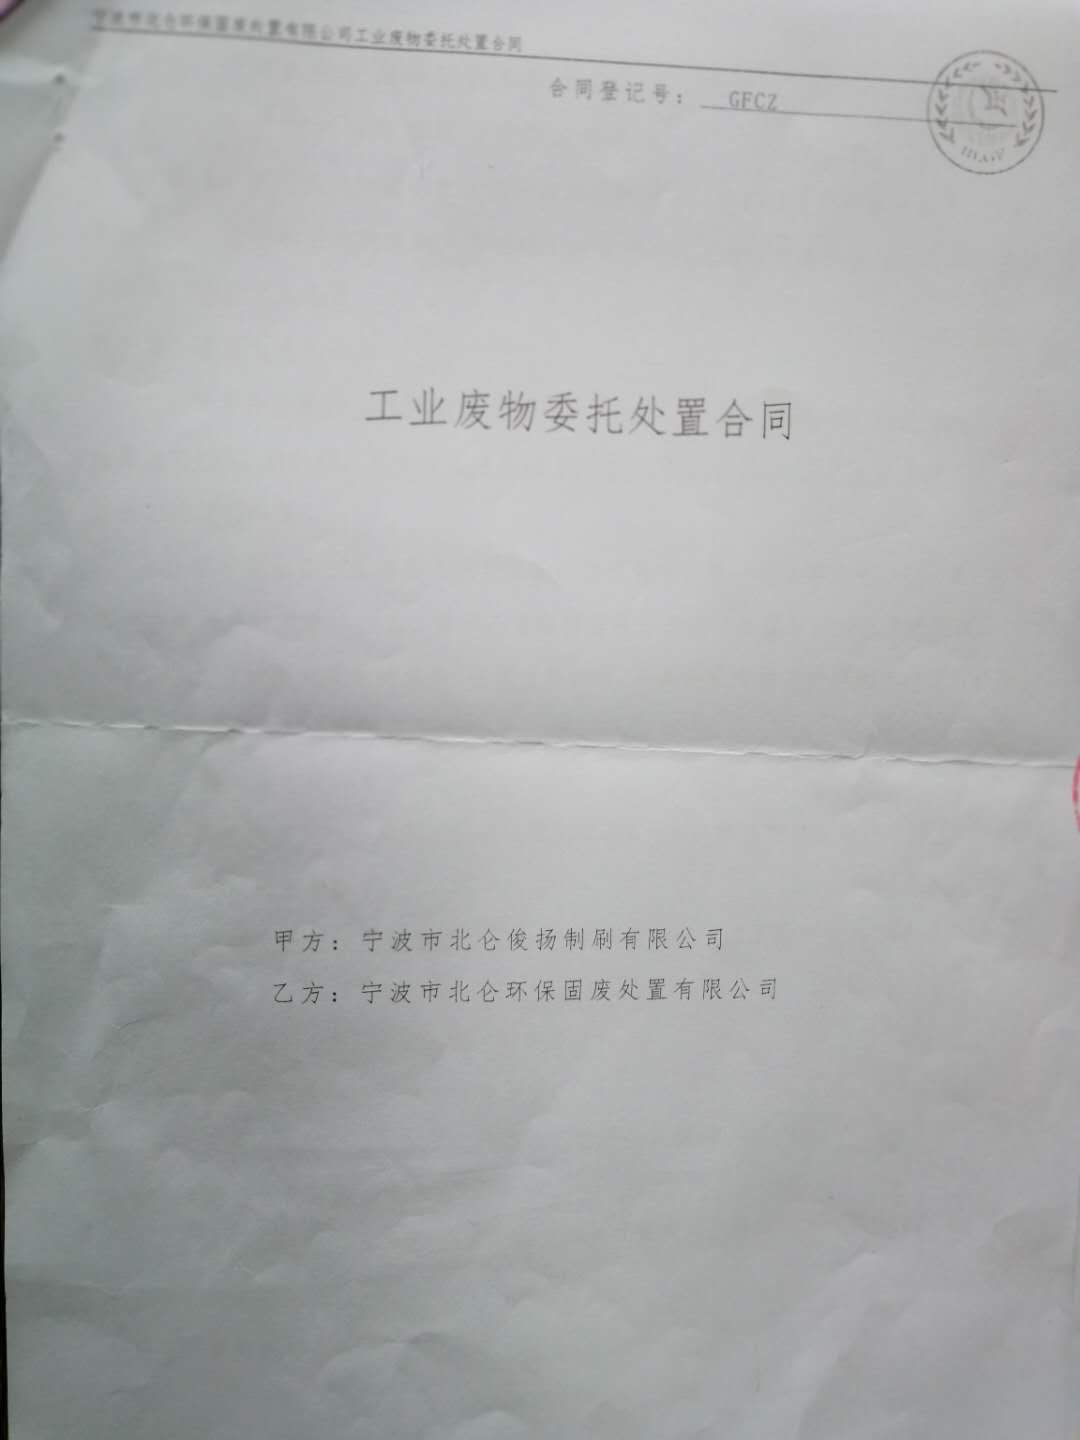 宁波市北仑环保固废处置有限公司工业废物委托处置合同
合同登记号： GFCZ
工业废物委托处置合同
甲方：宁波市北仑俊扬制刷有限公司
乙方：宁波市北仑环保固废处置有限公司